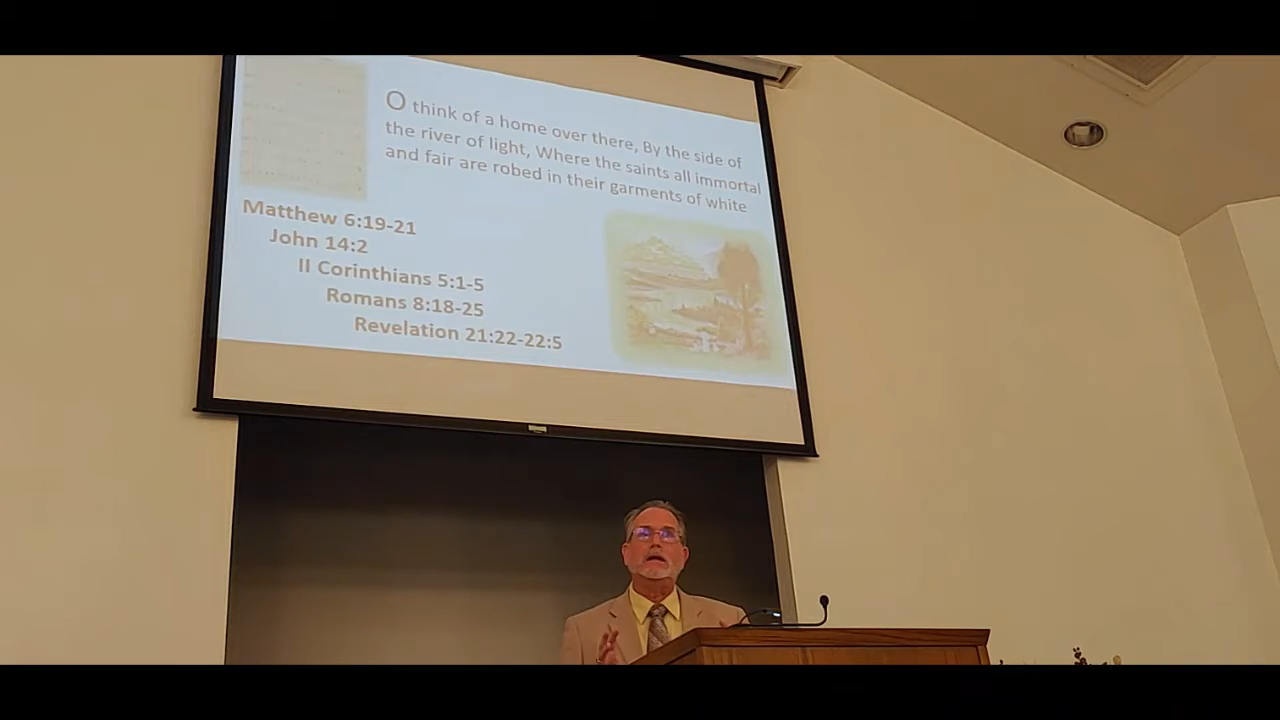 O think of a home over there, By the side of
the river of light, Where the saints all immortal
and fair are robed in their garments of white
Matthew 6:19-21
John 14:2
II Corinthians 5:1-5
Romans 8:18-25
Revelation 21:22-22:5